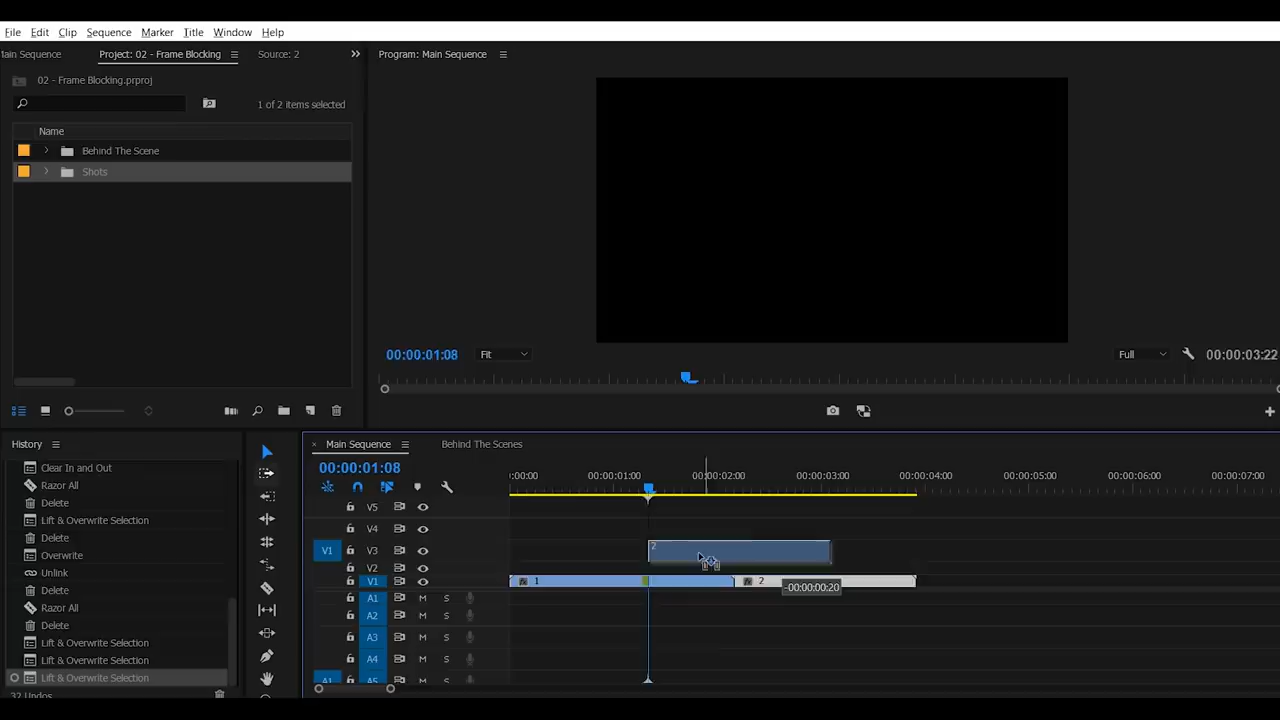 File Edit Clip Sequence Marker Title Window Help
lain Sequence Project: 02 - Frame Blocking Source: 2
Program: Main Sequence
02 - Frame Blocking.prproj
1 of 2 items selected
Name
Behind The Scene
Shots
00:00:01:08 Fit Full 00:00:03:22
History
Clear In and Out
Razor All
Delete
Lift & Overwrite Selection
Delete
Overwrite
Unlink
Delete
Razor All
Delete
Lift & Overwrite Selection
Lift & Overwrite Selection
Lift & Overwrite Selection
32 Undos
× Main Sequence Behind The Scenes
00:00:01:08
:00:00 00:00:01:00 00:00:02:00 00:00:03:00 00:00:04:00 00:00:05:00 00:00:06:00 00:00:07:00
V5
V4
V1 V3 2
V2
V1 fx 1 fx 2
-00:00:00:20
A1 M S
A2 M S
A3 M S
A4 M S
A1 A5 M S